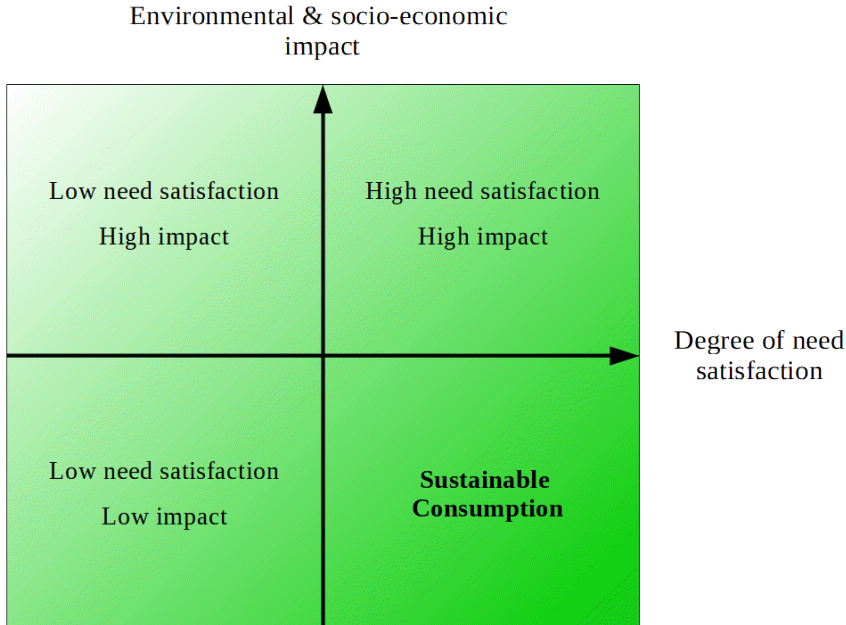 Environmental & socio-economic
impact
Low need satisfaction
High impact
High need satisfaction
High impact
Degree of need
satisfaction
Low need satisfaction
Low impact
Sustainable
Consumption